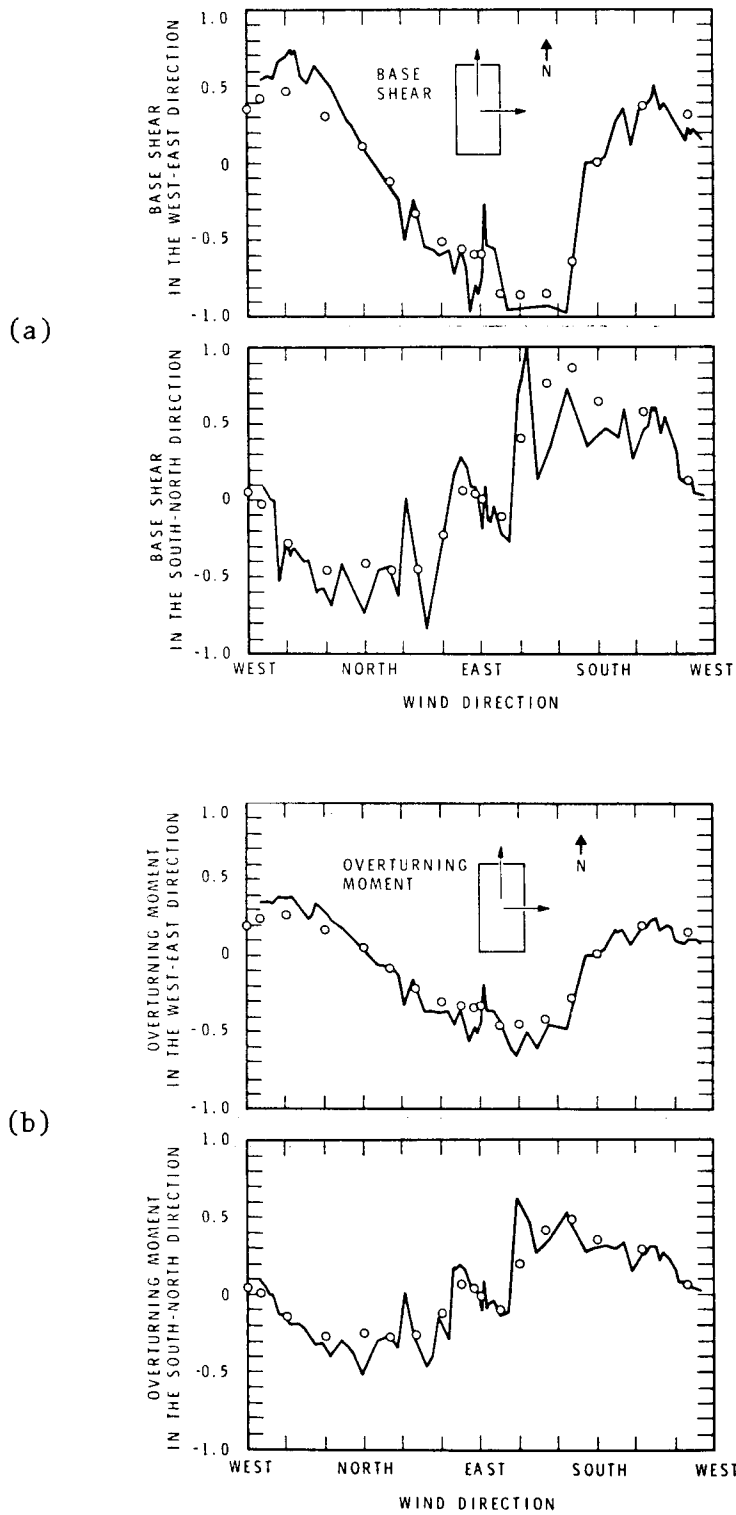 (a)
BASE SHEAR
IN THE WEST-EAST DIRECTION
1.0
0.5
0
-0.5
-1.0
BASE
SHEAR
N
BASE SHEAR
IN THE SOUTH-NORTH DIRECTION
1.0
0.5
0
-0.5
-1.0
WEST NORTH EAST SOUTH WEST
WIND DIRECTION
(b)
OVERTURNING MOMENT
IN THE WEST-EAST DIRECTION
1.0
0.5
0
-0.5
-1.0
OVERTURNING
MOMENT
N
OVERTURNING MOMENT
IN THE SOUTH-NORTH DIRECTION
1.0
0.5
0
-0.5
-1.0
WEST NORTH EAST SOUTH WEST
WIND DIRECTION